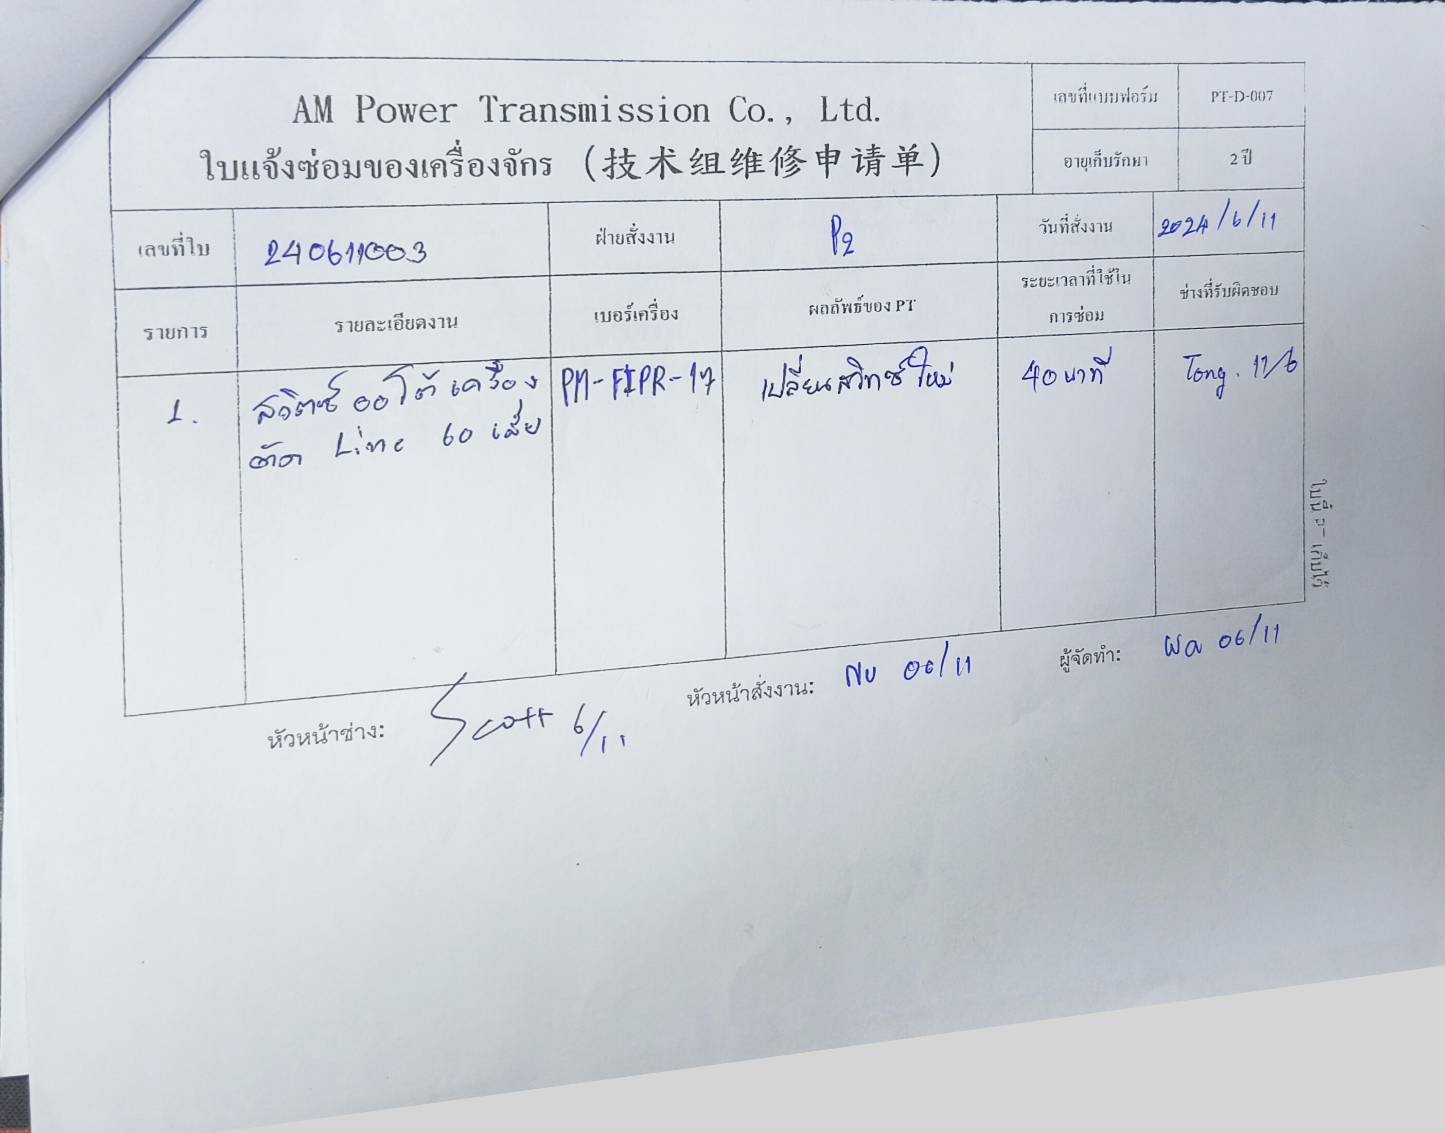 AM Power Transmission Co., Ltd.
ใบแจ้งซ่อมของเครื่องจักร (技术组维修申请单)
เลขที่แบบฟอร์ม PT-D-007
อายุเก็บรักษา 2 ปี
เลขที่ใบ 240611003 ฝ่ายสั่งงาน P2 วันที่สั่งงาน 2024/6/11
รายการ รายละเอียดงาน เบอร์เครื่อง ผลลัพธ์ของ PT ระยะเวลาที่ใช้ใน
การซ่อม ช่างที่รับผิดชอบ
1. สวิตซ์ ออโต้ เครื่อง PM-FIPR-17 เปลี่ยนสวิทซ์ใหม่ 40 นาที Tong. 11/6
ตัด Line 60 เสีย
ใบนี้ PT เก็บไว้
หัวหน้าช่าง: Scott 6/11
หัวหน้าสั่งงาน: 06/11
ผู้จัดทำ: 06/11